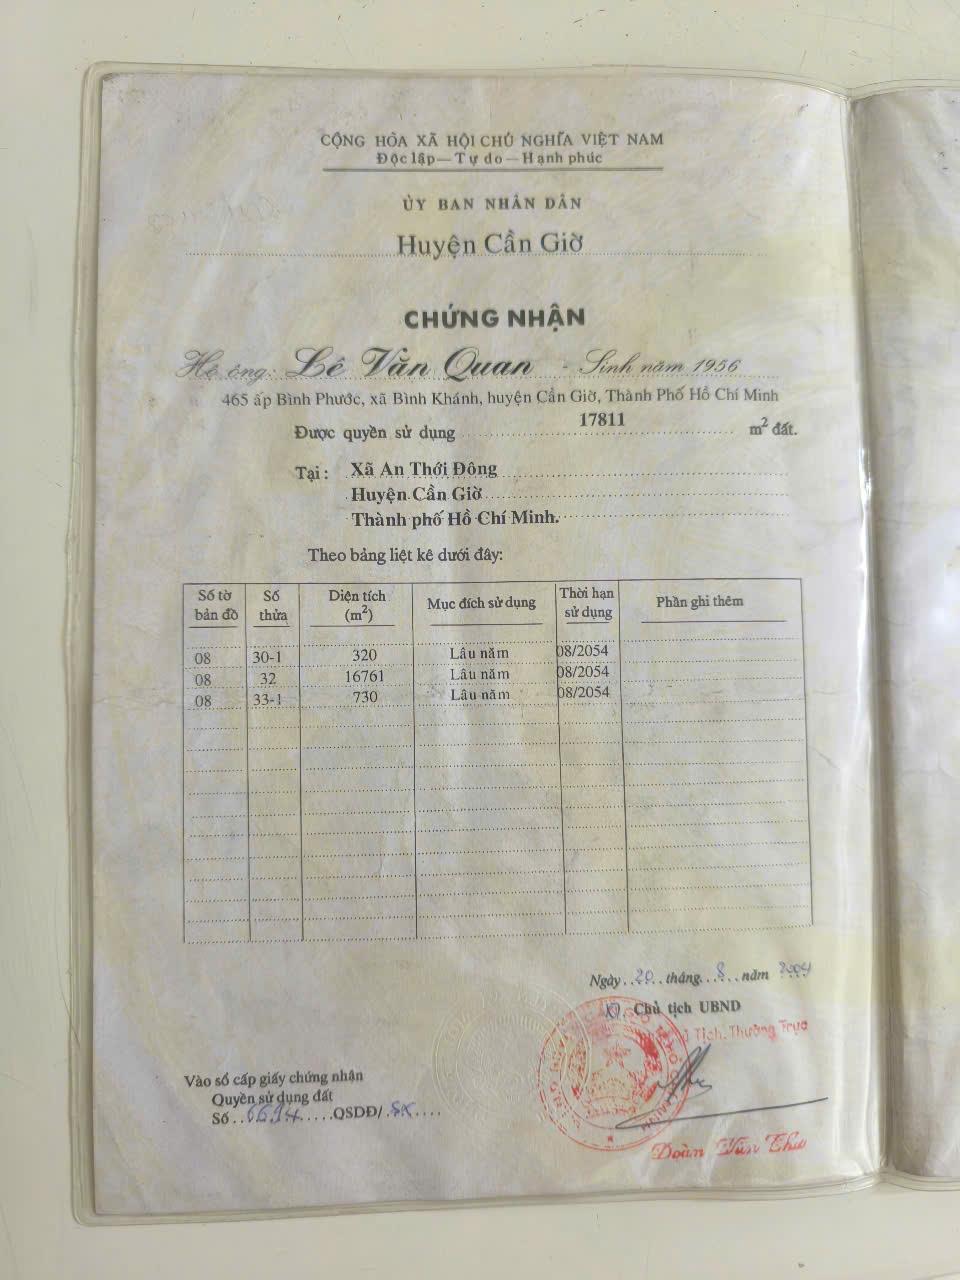 CỘNG HÒA XÃ HỘI CHỦ NGHĨA VIỆT NAM
Độc lập — Tự do — Hạnh phúc
ỦY BAN NHÂN DÂN
Huyện Cần Giờ
CHỨNG NHẬN
Hộ ông: Lê Văn Quan - Sinh năm 1956
465 ấp Bình Phước, xã Bình Khánh, huyện Cần Giờ, Thành Phố Hồ Chí Minh
Được quyền sử dụng 17811 m² đất.
Tại : Xã An Thới Đông
Huyện Cần Giờ
Thành phố Hồ Chí Minh.
Theo bảng liệt kê dưới đây:
Số tờ bản đồ Số thửa Diện tích (m²) Mục đích sử dụng Thời hạn sử dụng Phần ghi thêm
08 30-1 320 Lâu năm 08/2054
08 32 16761 Lâu năm 08/2054
08 33-1 730 Lâu năm 08/2054
Ngày 20 tháng 8 năm 2004
Chủ tịch UBND
Tịch Thường Trực
Vào sổ cấp giấy chứng nhận
Quyền sử dụng đất
Số QSDĐ/
Đoàn Văn Thu